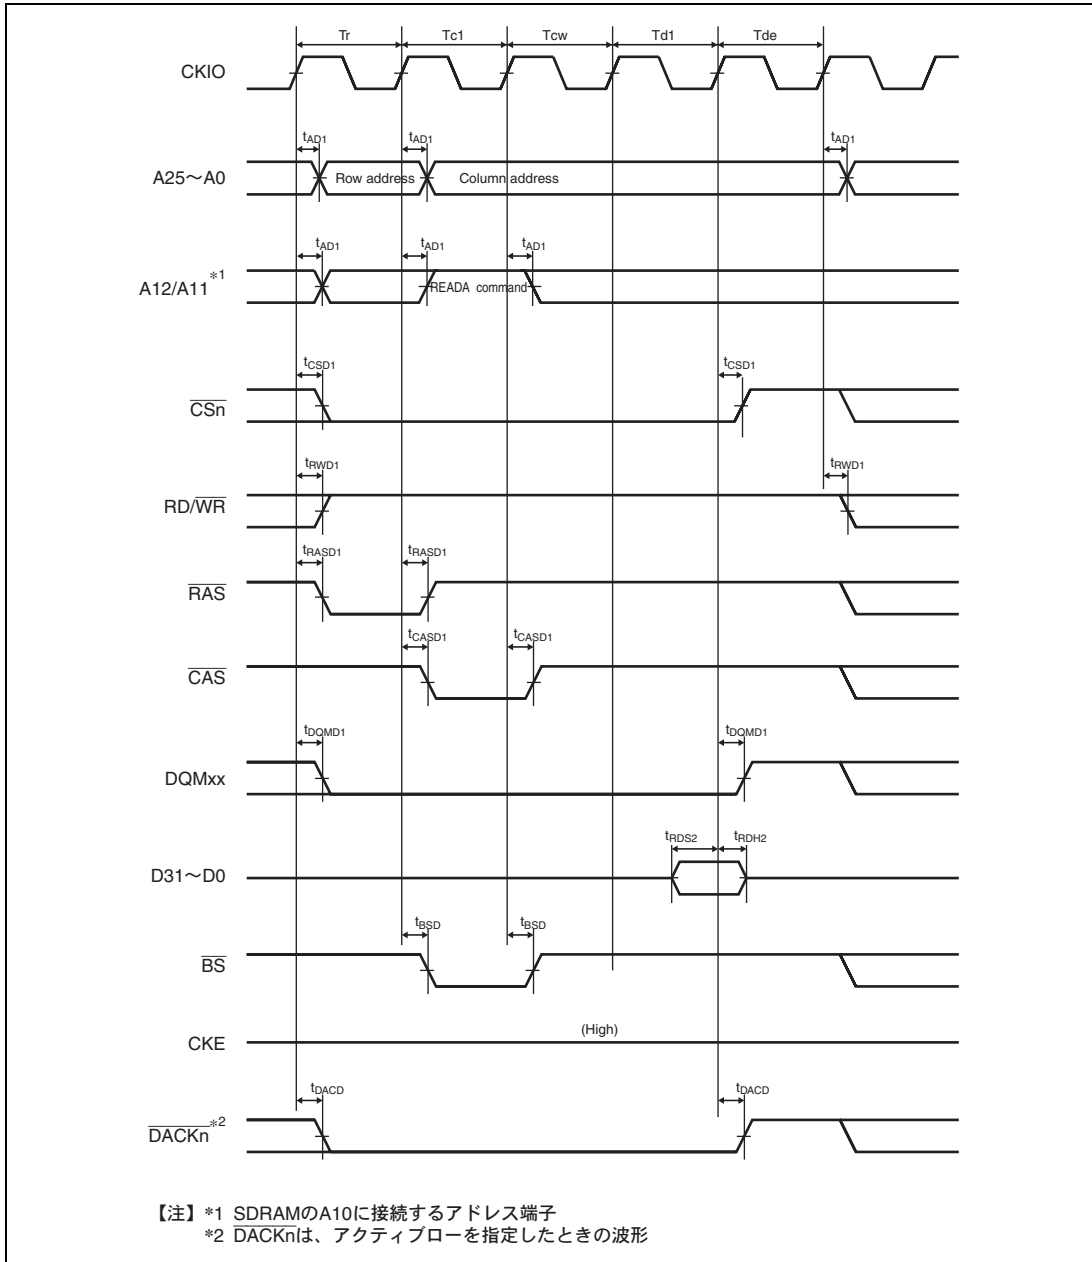 Tr Tc1 Tcw Td1 Tde
CKIO
tAD1 tAD1 tAD1
A25～A0 Row address Column address
tAD1 tAD1 tAD1
A12/A11*1 READA command
tCSD1 tCSD1
CSn
tRWD1 tRWD1
RD/WR
tRASD1 tRASD1
RAS
tCASD1 tCASD1
CAS
tDQMD1 tDQMD1
DQMxx
tRDS2 tRDH2
D31～D0
tBSD tBSD
BS
(High)
CKE
tDACD tDACD
DACKn*2
【注】*1 SDRAMのA10に接続するアドレス端子
*2 DACKnは、アクティブローを指定したときの波形